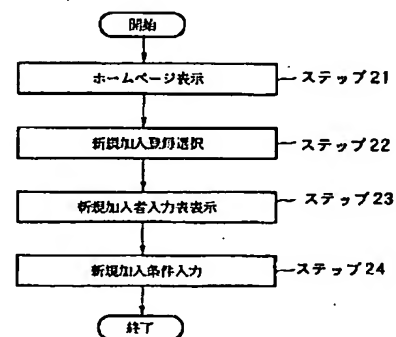 開始
ホームページ表示
ステップ21
新規加入登録選択
ステップ22
新規加入者入力表表示
ステップ23
新規加入条件入力
ステップ24
終了